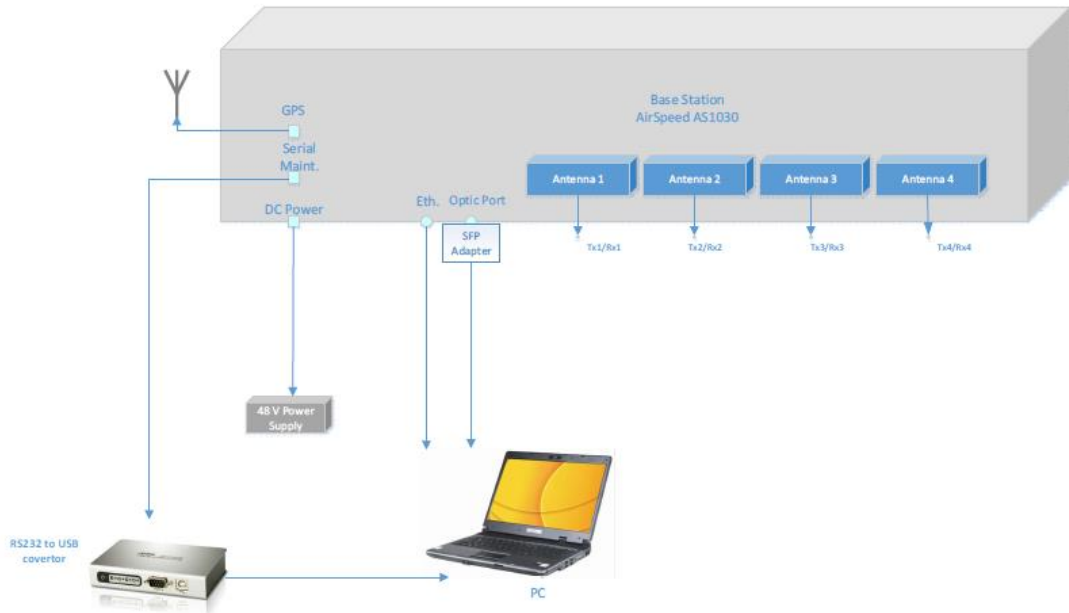 Base Station
AirSpeed AS1030
GPS
Serial
Maint.
DC Power
Eth.
Optic Port
SFP
Adapter
Antenna 1
Antenna 2
Antenna 3
Antenna 4
Tx1/Rx1
Tx2/Rx2
Tx3/Rx3
Tx4/Rx4
48 V Power
Supply
RS232 to USB
covertor
PC